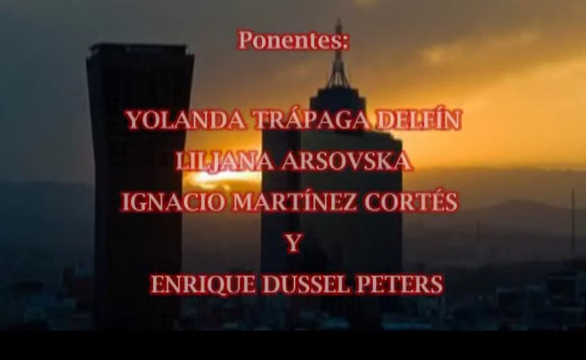 Ponentes:
YOLANDA TRÁPAGA DELFÍN
LILJANA ARSOVSKA
IGNACIO MARTÍNEZ CORTÉS
Y
ENRIQUE DUSSEL PETERS